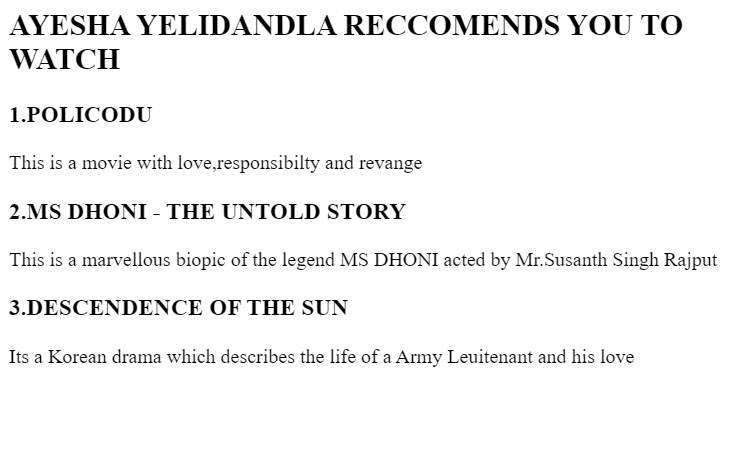 AYESHA YELIDANDLA RECCOMENDS YOU TO
WATCH
1.POLICODU
This is a movie with love,responsibilty and revange
2.MS DHONI - THE UNTOLD STORY
This is a marvellous biopic of the legend MS DHONI acted by Mr.Susanth Singh Rajput
3.DESCENDENCE OF THE SUN
Its a Korean drama which describes the life of a Army Leuitenant and his love